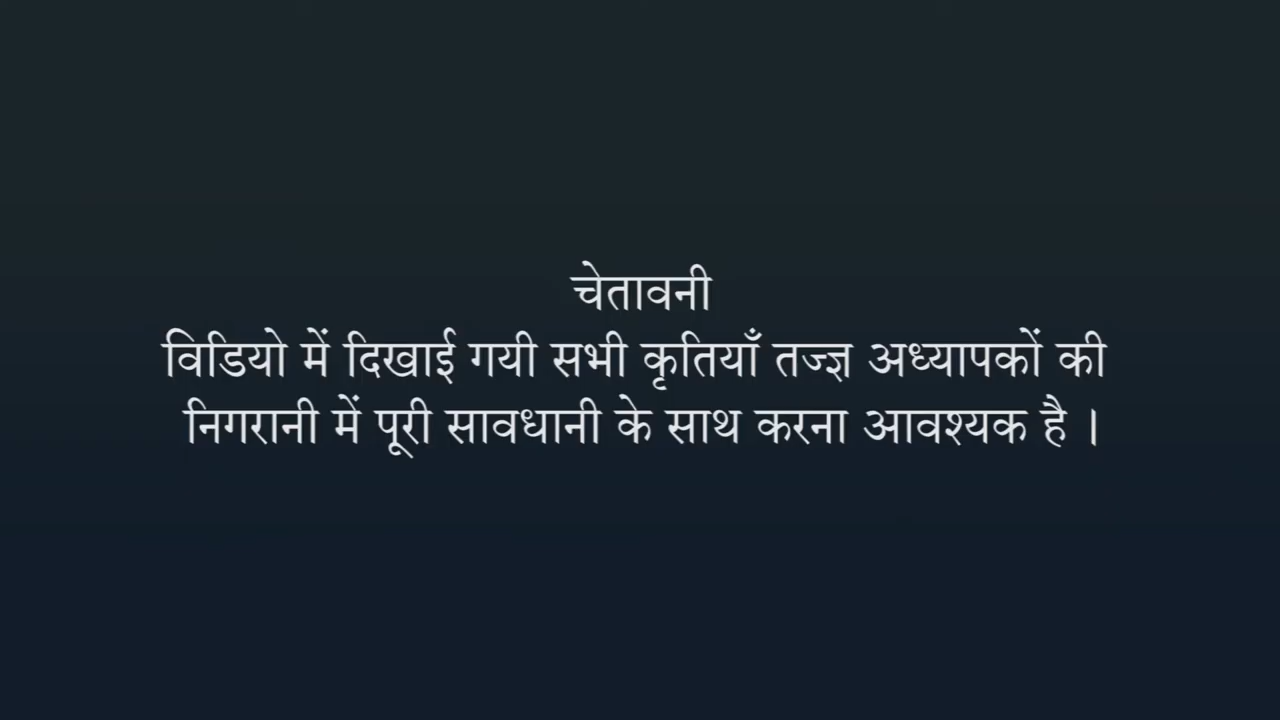 चेतावनी
विडियो में दिखाई गयी सभी कृतियाँ तज्ज्ञ अध्यापकों की
निगरानी में पूरी सावधानी के साथ करना आवश्यक है ।